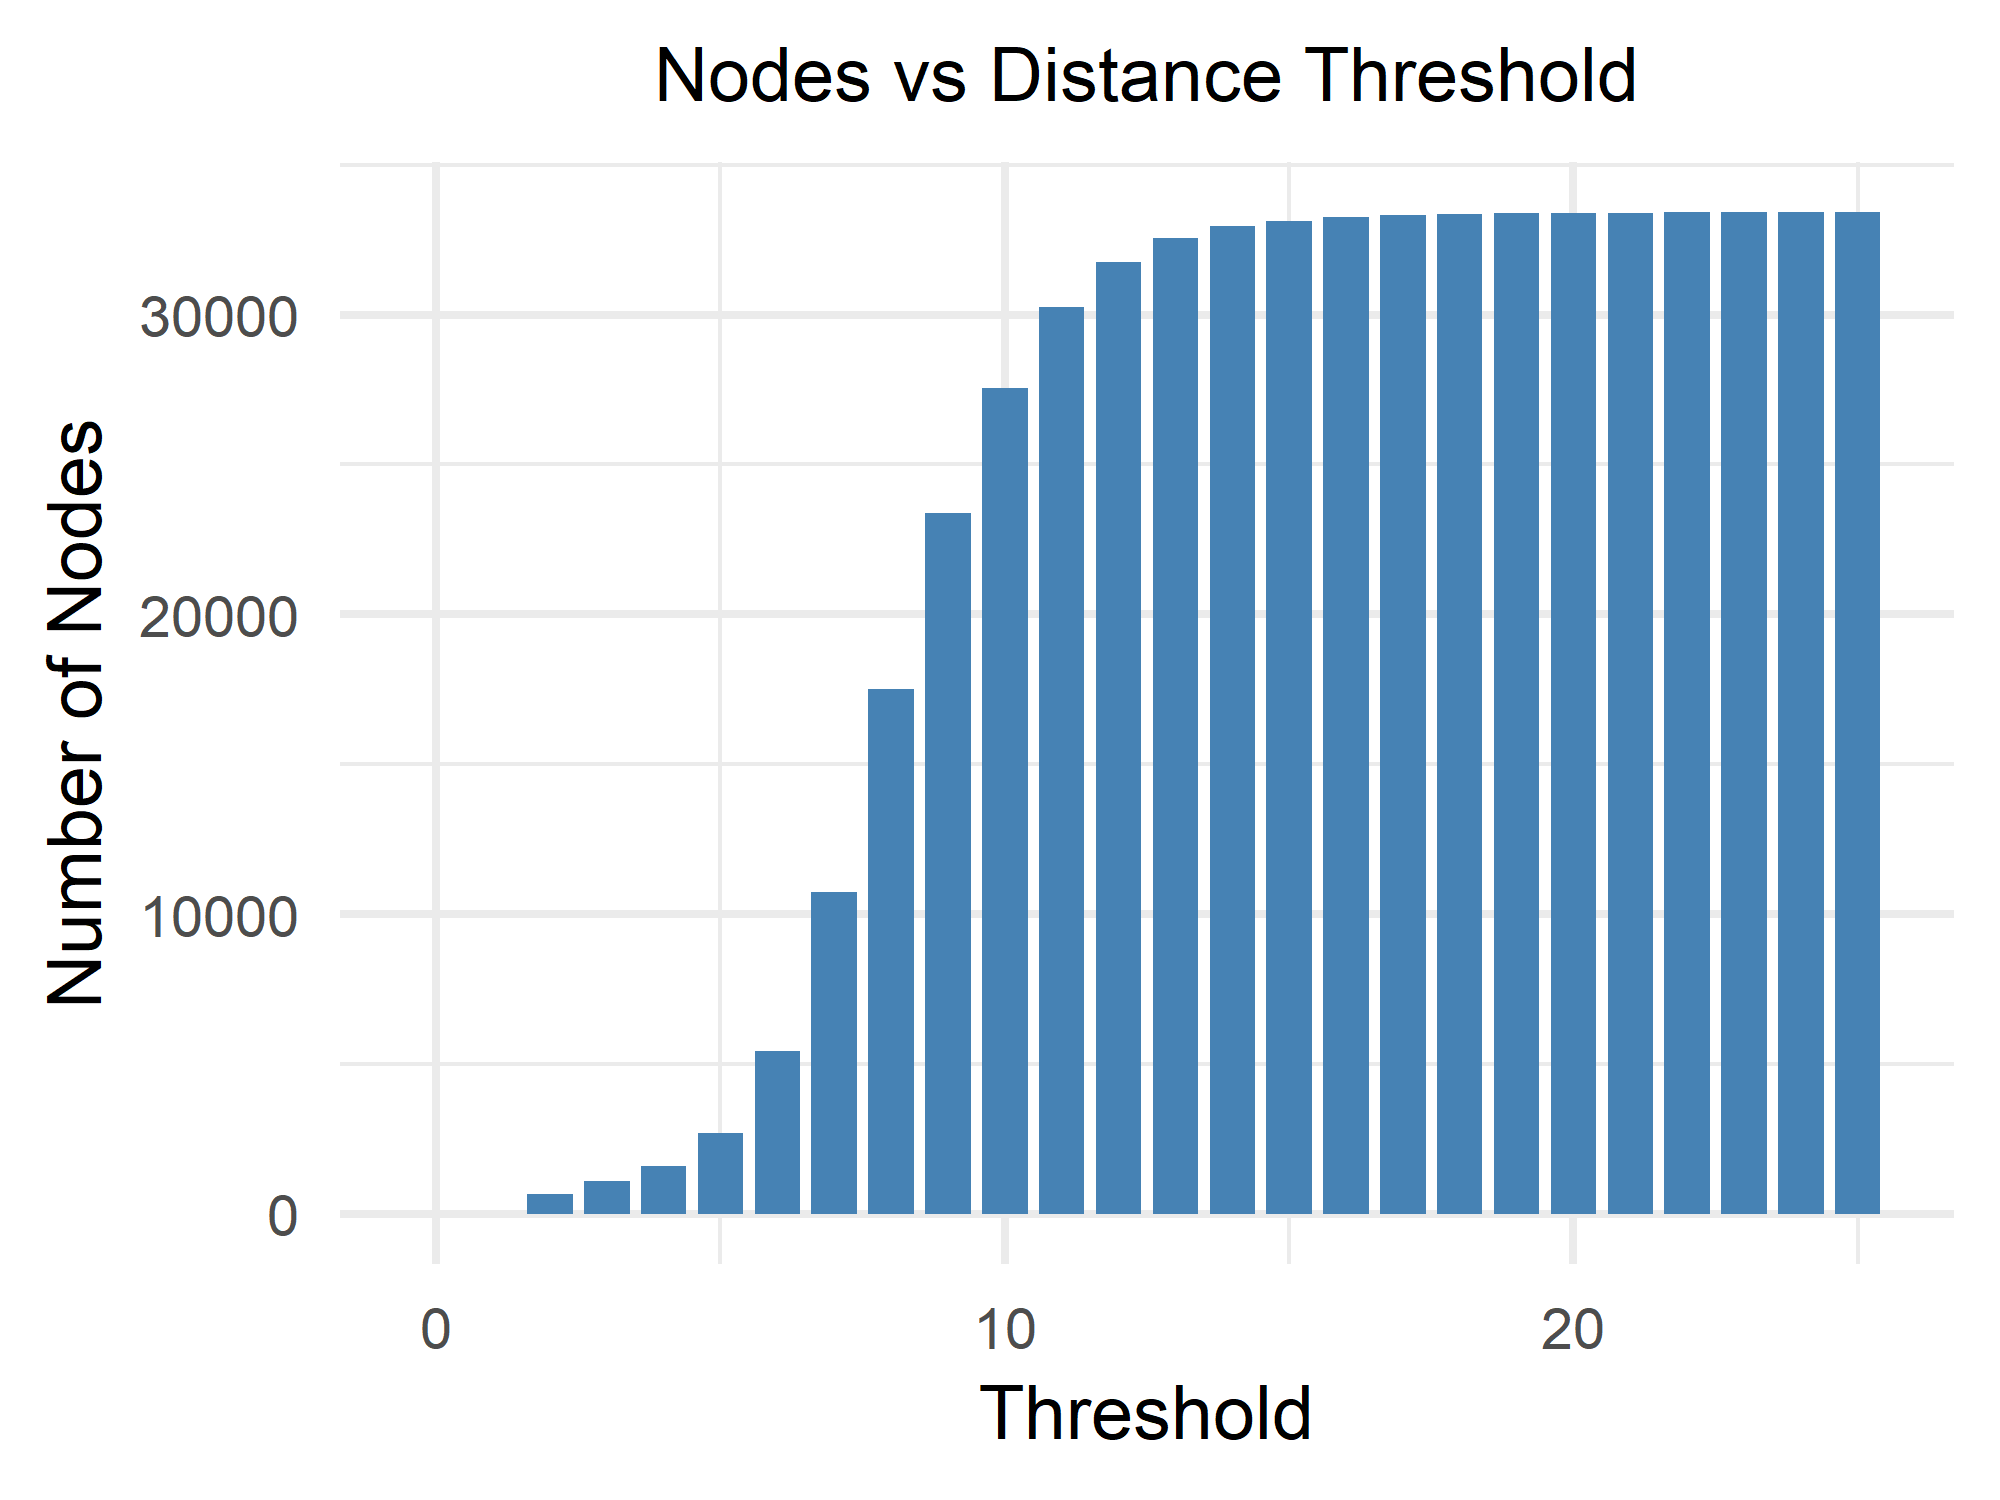 Nodes vs Distance Threshold
Number of Nodes
30000
20000
10000
0
0 10 20
Threshold